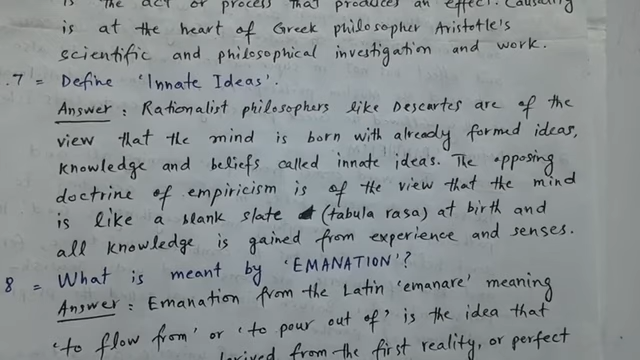 is the act or process that produces an effect. Causality
is at the heart of Greek philosopher Aristotle's
scientific and philosophical investigation and work.
.7 = Define 'Innate Ideas'.
Answer : Rationalist philosophers like Descartes are of the
view that the mind is born with already formed ideas,
knowledge and beliefs called innate ideas. The opposing
doctrine of empiricism is of the view that the mind
is like a blank slate (tabula rasa) at birth and
all knowledge is gained from experience and senses.
8 = What is meant by 'EMANATION'?
Answer : Emanation from the Latin 'emanare' meaning
'to flow from' or 'to pour out of' is the idea that
derived from the first reality, or perfect